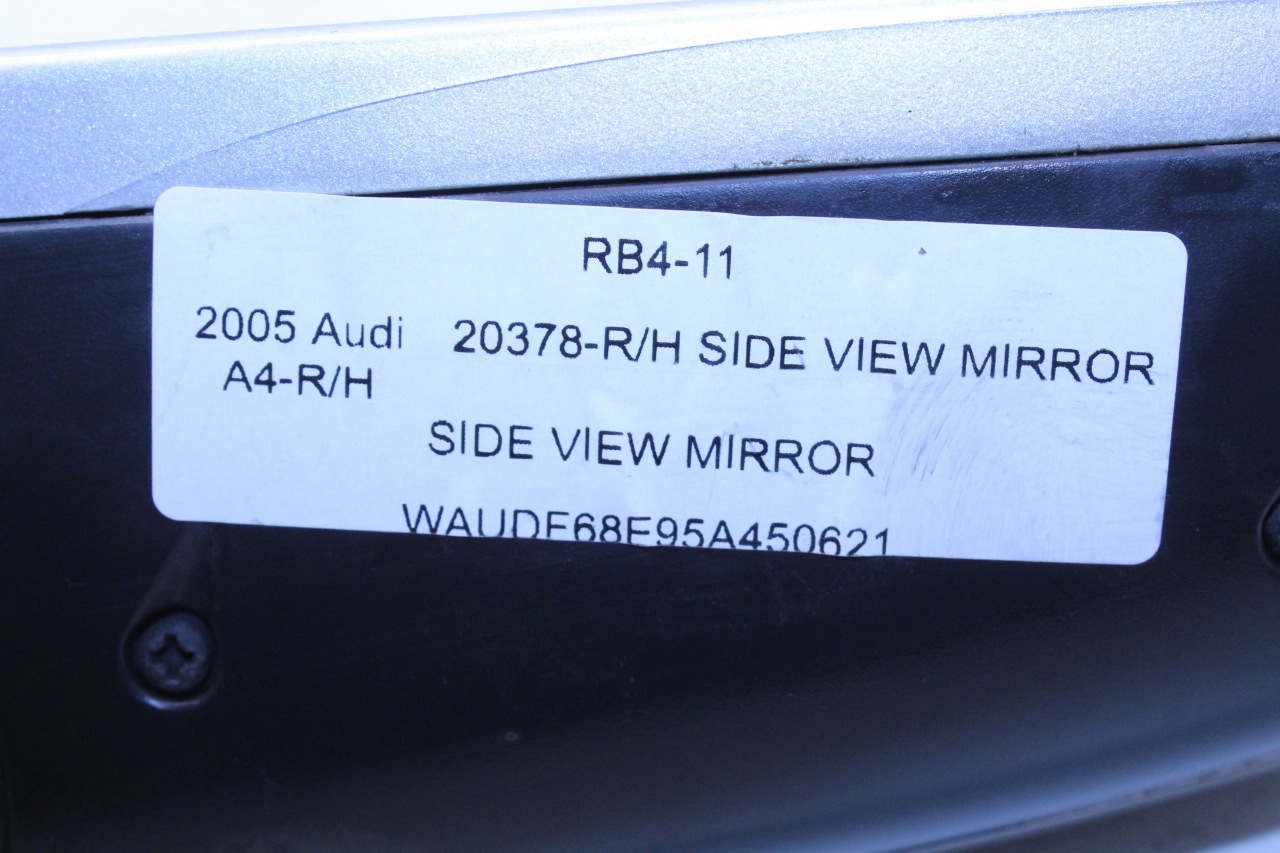 RB4-11
2005 Audi 20378-R/H SIDE VIEW MIRROR
A4-R/H
SIDE VIEW MIRROR
WAUDF68E95A450621